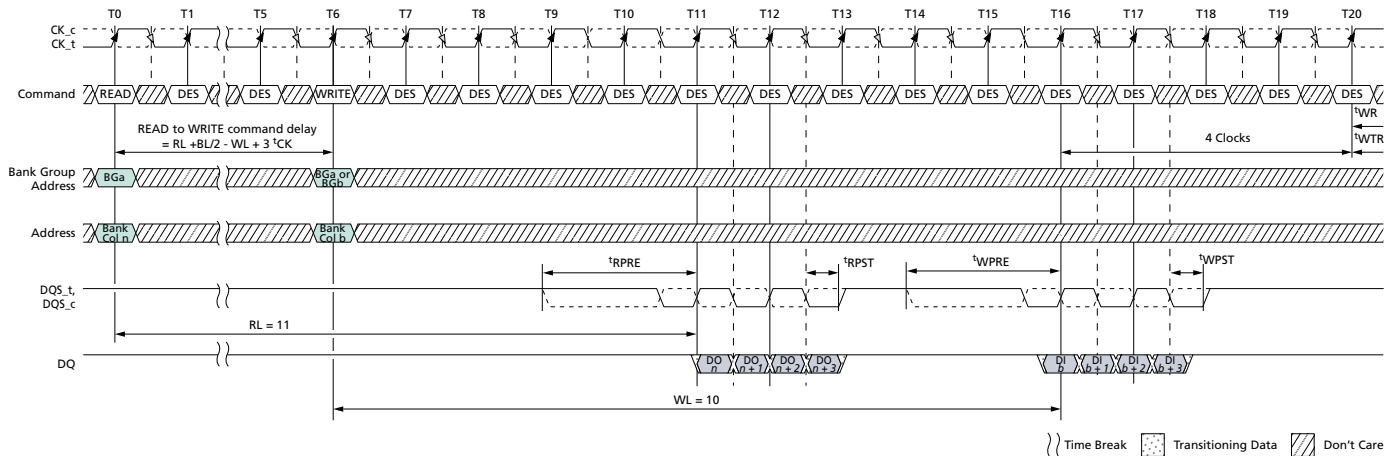 T0 T1 T5 T6 T7 T8 T9 T10 T11 T12 T13 T14 T15 T16 T17 T18 T19 T20
CK_c
CK_t
Command READ DES DES WRITE DES DES DES DES DES DES DES DES DES DES DES DES DES DES
tWR
READ to WRITE command delay
= RL +BL/2 - WL + 3 tCK
4 Clocks
tWTR
Bank Group
Address
BGa
BGa or
BGb
Address
Bank
Col n
Bank
Col b
tRPRE tRPST tWPRE tWPST
DQS_t,
DQS_c
RL = 11
DQ
DO
n
DO
n + 1
DO
n + 2
DO
n + 3
DI
b
DI
b + 1
DI
b + 2
DI
b + 3
WL = 10
Time Break Transitioning Data Don't Care